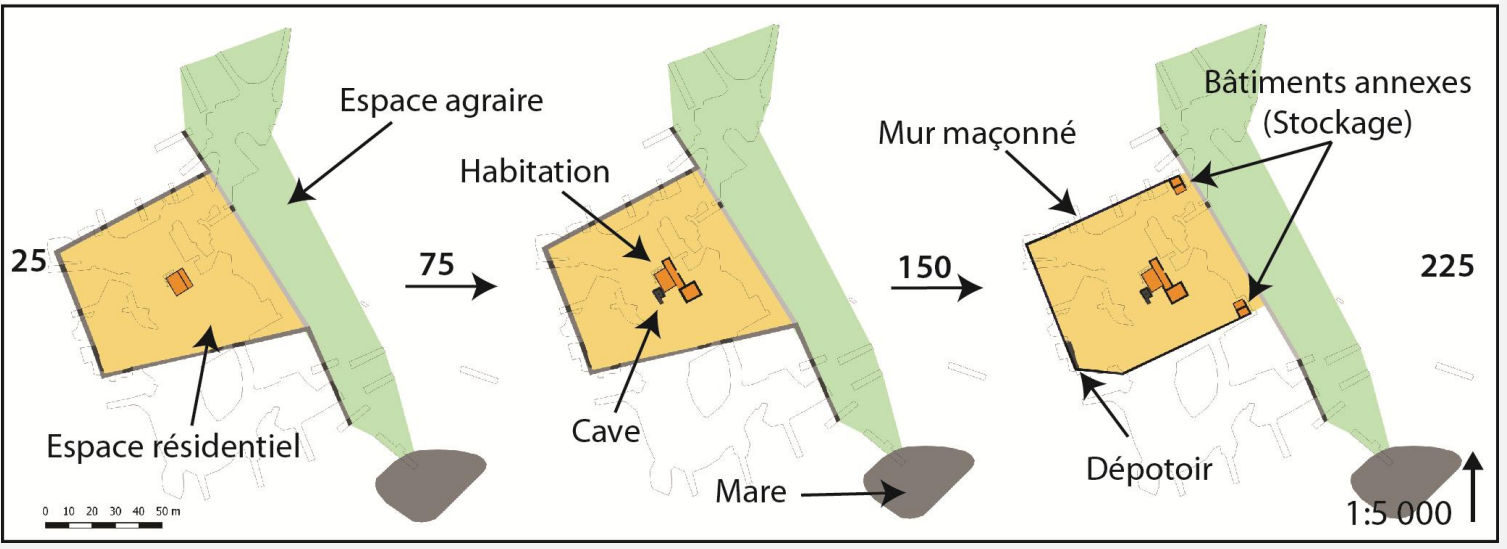 Espace agraire
Habitation
Mur maçonné
Bâtiments annexes
(Stockage)
25
75
150
225
Espace résidentiel
Cave
Mare
Dépotoir
0 10 20 30 40 50 m
1:5 000